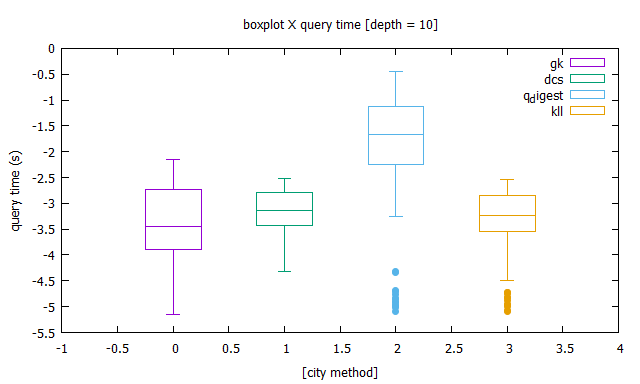 boxplot X query time [depth = 10]
0
-0.5
-1
-1.5
-2
-2.5
-3
-3.5
-4
-4.5
-5
-5.5
query time (s)
gk
dcs
qdigest
kll
-1 -0.5 0 0.5 1 1.5 2 2.5 3 3.5 4
[city method]